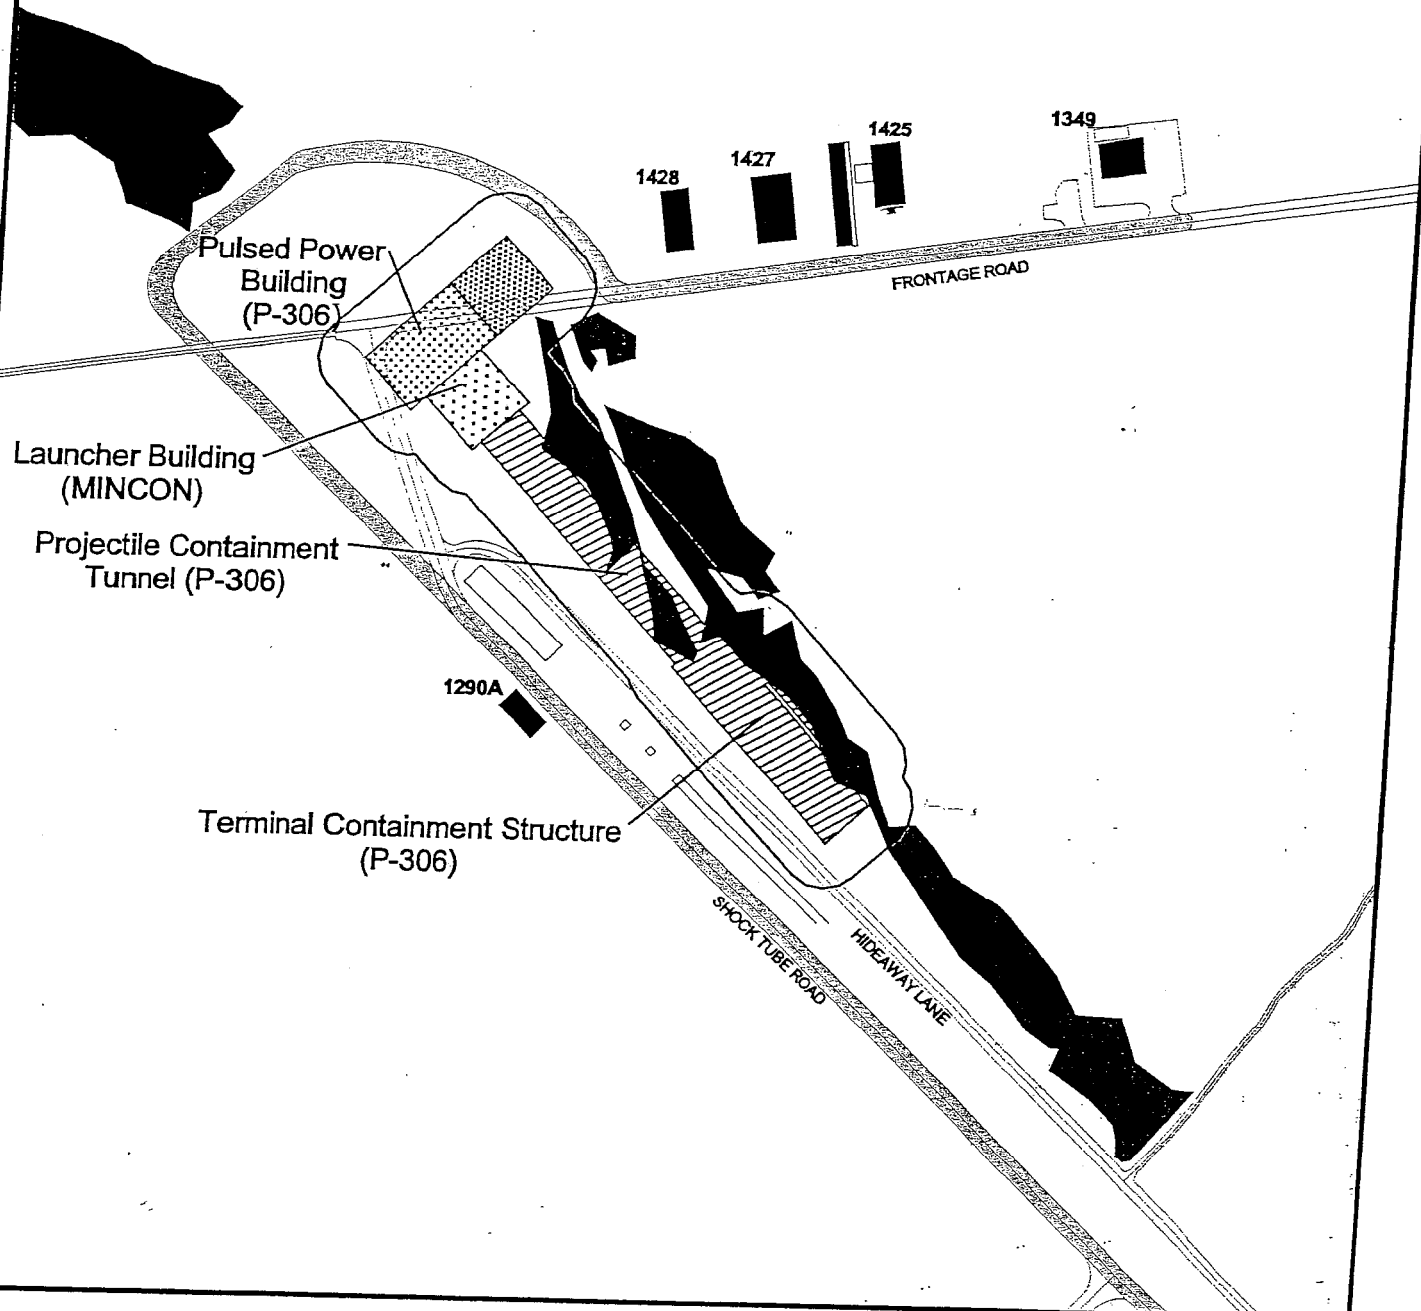 1349
1425
1427
1428
Pulsed Power
Building
(P-306)
FRONTAGE ROAD
Launcher Building
(MINCON)
Projectile Containment
Tunnel (P-306)
1290A
Terminal Containment Structure
(P-306)
SHOCK TUBE ROAD
HIDEAWAY LANE